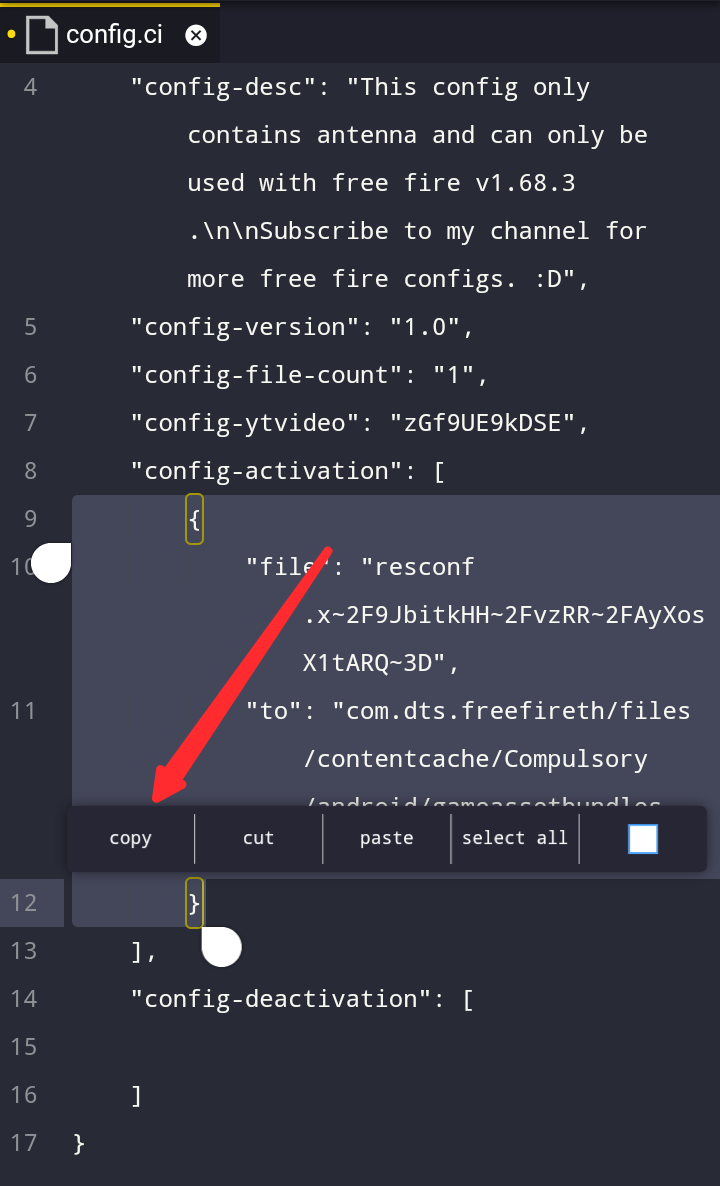 config.ci
4 "config-desc": "This config only
contains antenna and can only be
used with free fire v1.68.3
.\n\nSubscribe to my channel for
more free fire configs. :D",
5 "config-version": "1.0",
6 "config-file-count": "1",
7 "config-ytvideo": "zGf9UE9kDSE",
8 "config-activation": [
9 {
10 "file": "resconf
.x~2F9JbitkHH~2FvzRR~2FAyXos
X1tARQ~3D",
11 "to": "com.dts.freefireth/files
/contentcache/Compulsory
/android/gameassetbundles
copy cut paste select all
12 }
13 ],
14 "config-deactivation": [
15
16 ]
17 }